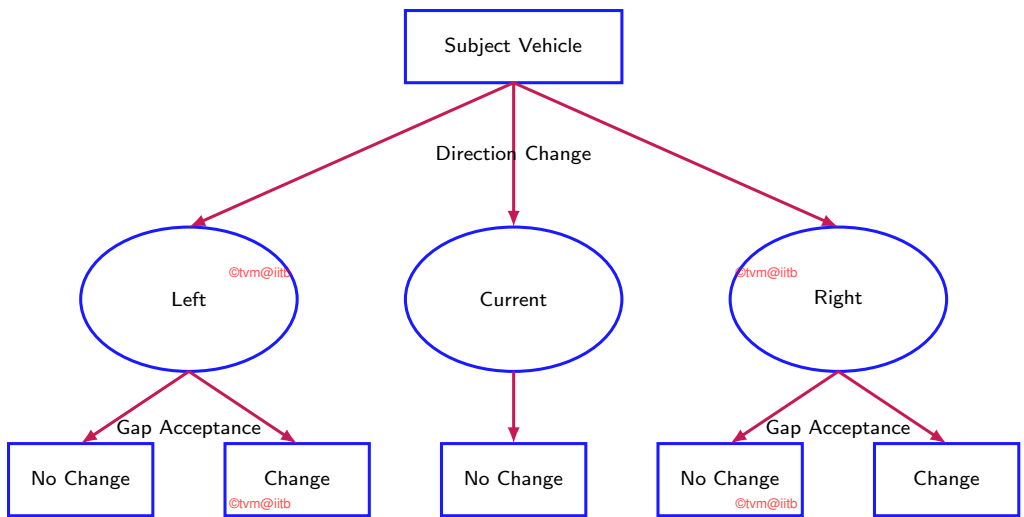 Subject Vehicle
Direction Change
©tvm@iitb
©tvm@iitb
Left
Current
Right
Gap Acceptance
Gap Acceptance
No Change
Change
No Change
No Change
Change
©tvm@iitb
©tvm@iitb